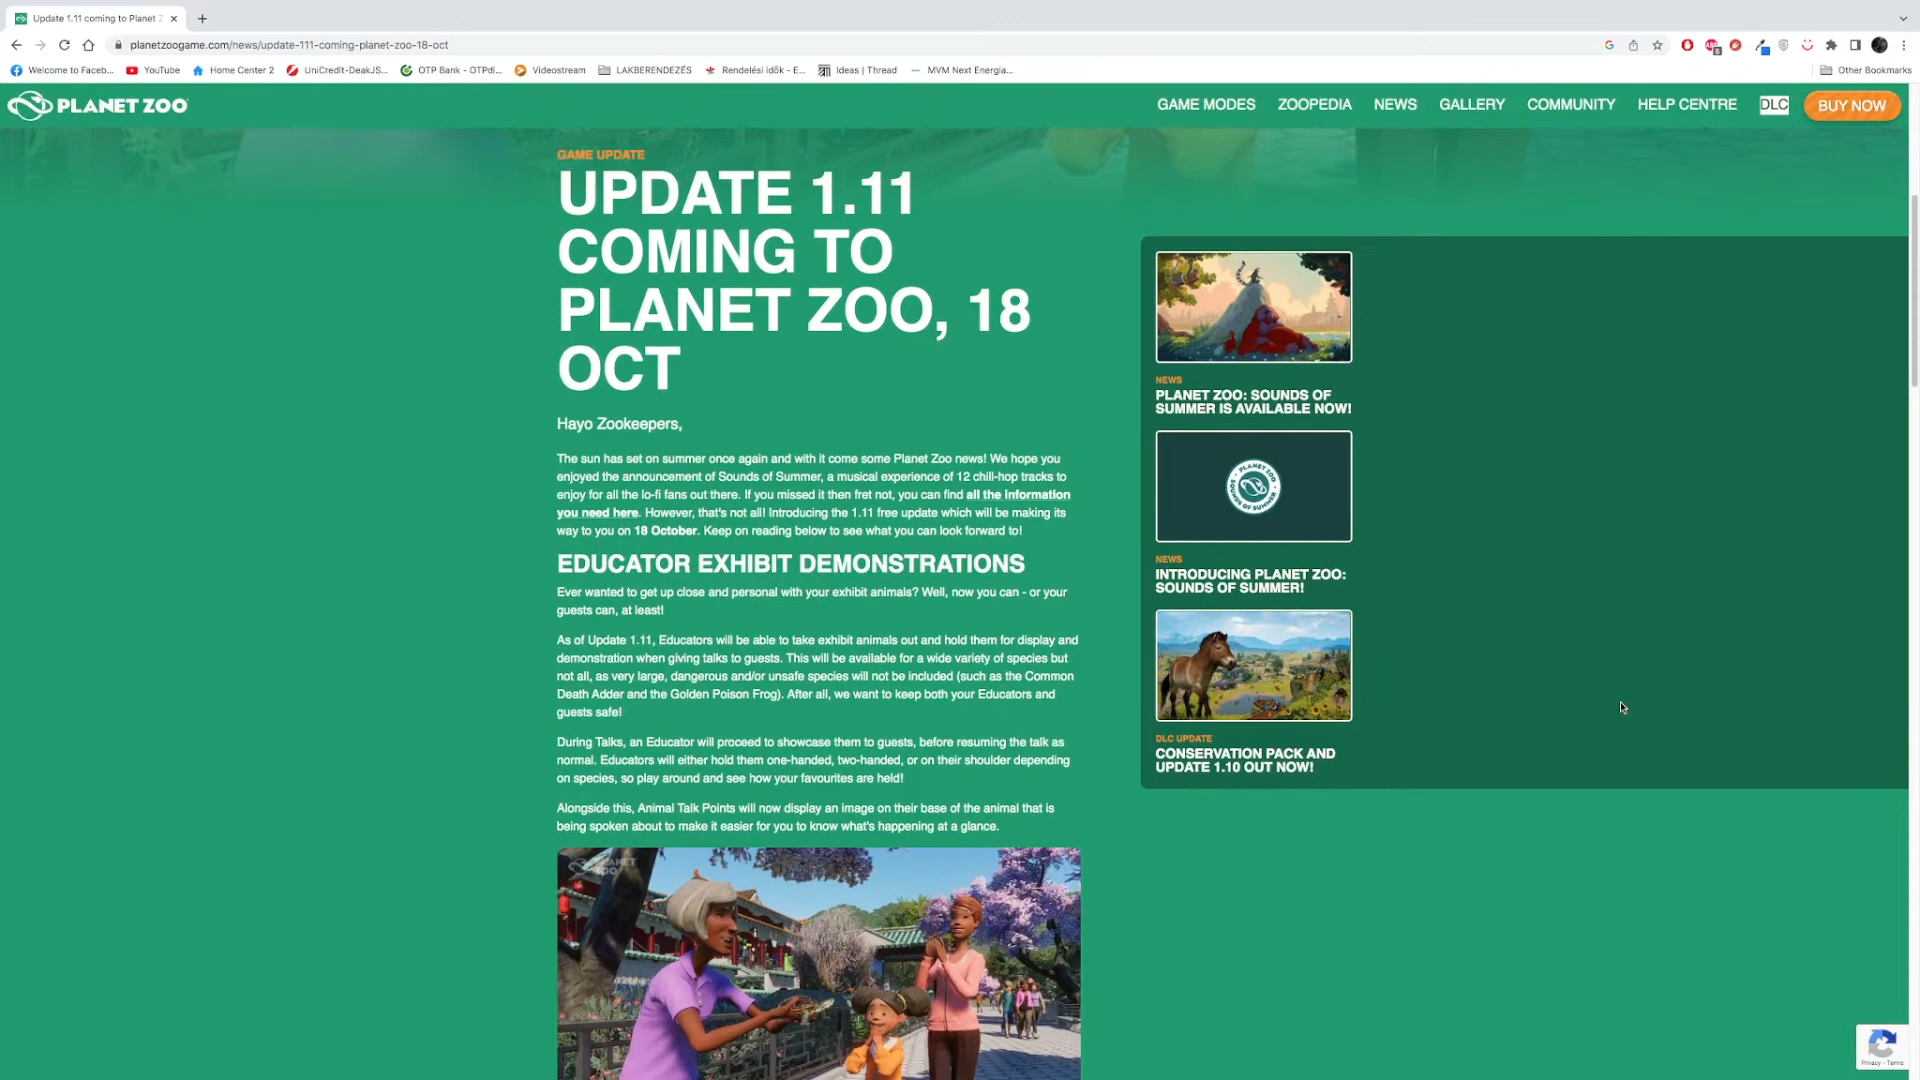 Update 1.11 coming to Planet Z
planetzoogame.com/news/update-111-coming-planet-zoo-18-oct
Welcome to Faceb...
YouTube
Home Center 2
UniCredit-DeakJS...
OTP Bank - OTPdi...
Videostream
LAKBERENDEZÉS
Rendelési idők - E...
Ideas | Thread
MVM Next Energia...
Other Bookmarks
PLANET ZOO
GAME MODES
ZOOPEDIA
NEWS
GALLERY
COMMUNITY
HELP CENTRE
DLC
BUY NOW
GAME UPDATE
UPDATE 1.11
COMING TO
PLANET ZOO, 18
OCT
Hayo Zookeepers,
The sun has set on summer once again and with it come some Planet Zoo news! We hope you
enjoyed the announcement of Sounds of Summer, a musical experience of 12 chill-hop tracks to
enjoy for all the lo-fi fans out there. If you missed it then fret not, you can find all the information
you need here. However, that's not all! Introducing the 1.11 free update which will be making its
way to you on 18 October. Keep on reading below to see what you can look forward to!
EDUCATOR EXHIBIT DEMONSTRATIONS
Ever wanted to get up close and personal with your exhibit animals? Well, now you can - or your
guests can, at least!
As of Update 1.11, Educators will be able to take exhibit animals out and hold them for display and
demonstration when giving talks to guests. This will be available for a wide variety of species but
not all, as very large, dangerous and/or unsafe species will not be included (such as the Common
Death Adder and the Golden Poison Frog). After all, we want to keep both your Educators and
guests safe!
During Talks, an Educator will proceed to showcase them to guests, before resuming the talk as
normal. Educators will either hold them one-handed, two-handed, or on their shoulder depending
on species, so play around and see how your favourites are held!
Alongside this, Animal Talk Points will now display an image on their base of the animal that is
being spoken about to make it easier for you to know what's happening at a glance.
PLANET
ZOO
NEWS
PLANET ZOO: SOUNDS OF
SUMMER IS AVAILABLE NOW!
PLANET ZOO
SOUNDS OF SUMMER
NEWS
INTRODUCING PLANET ZOO:
SOUNDS OF SUMMER!
DLC UPDATE
CONSERVATION PACK AND
UPDATE 1.10 OUT NOW!
Privacy - Terms